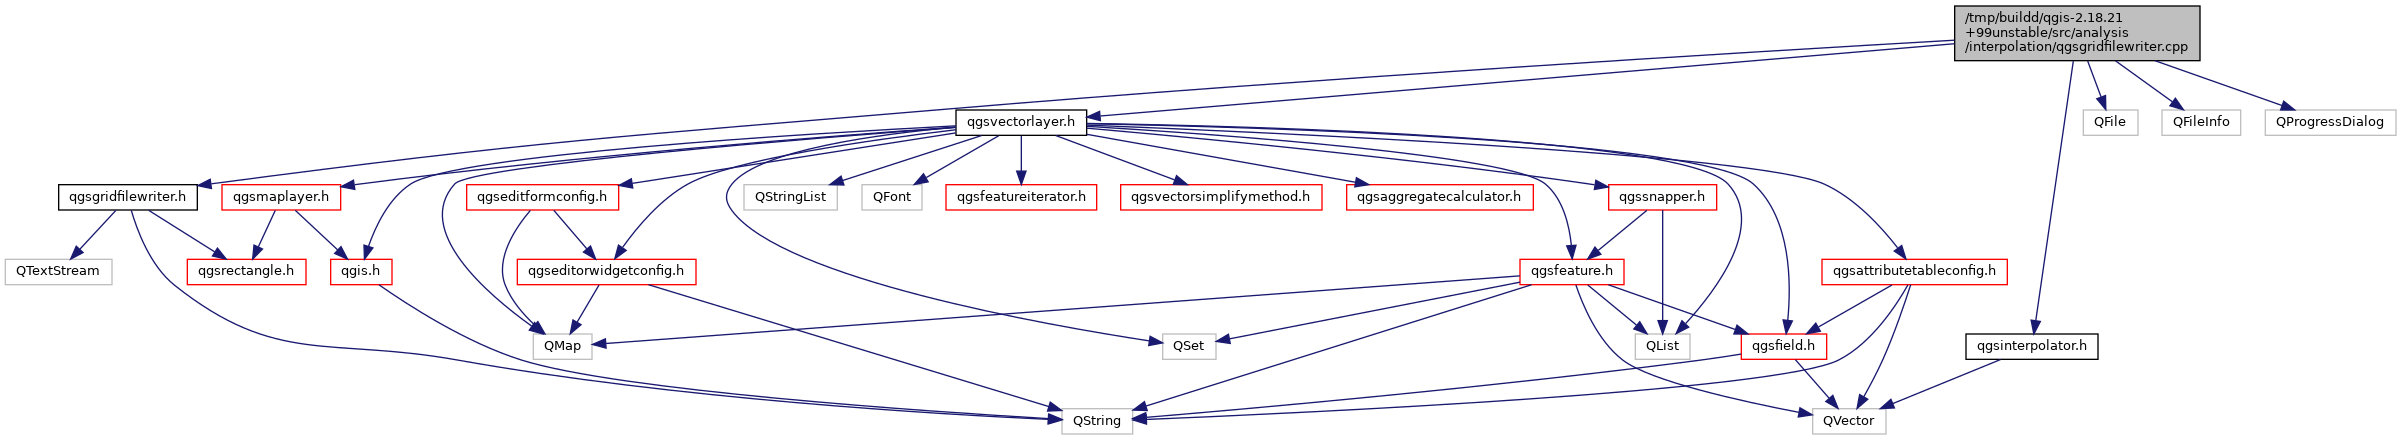 /tmp/buildd/qgis-2.18.21
+99unstable/src/analysis
/interpolation/qgsgridfilewriter.cpp
qgsvectorlayer.h
QFile
QFileInfo
QProgressDialog
qgsgridfilewriter.h
qgsmaplayer.h
qgseditformconfig.h
QStringList
QFont
qgsfeatureiterator.h
qgsvectorsimplifymethod.h
qgsaggregatecalculator.h
qgssnapper.h
QTextStream
qgsrectangle.h
qgis.h
qgseditorwidgetconfig.h
qgsfeature.h
qgsattributetableconfig.h
QMap
QSet
QList
qgsfield.h
qgsinterpolator.h
QString
QVector